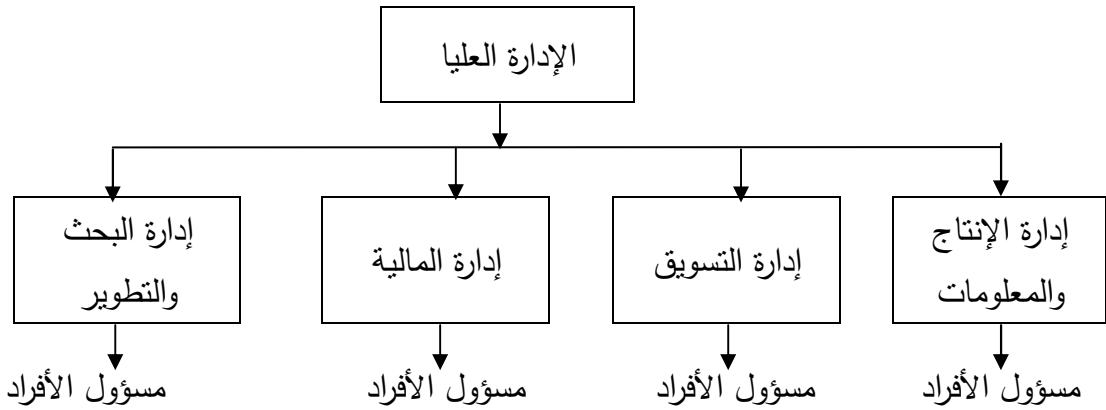 الإدارة العليا
إدارة الإنتاج
والمعلومات
إدارة التسويق
إدارة المالية
إدارة البحث
والتطوير
مسؤول الأفراد
مسؤول الأفراد
مسؤول الأفراد
مسؤول الأفراد